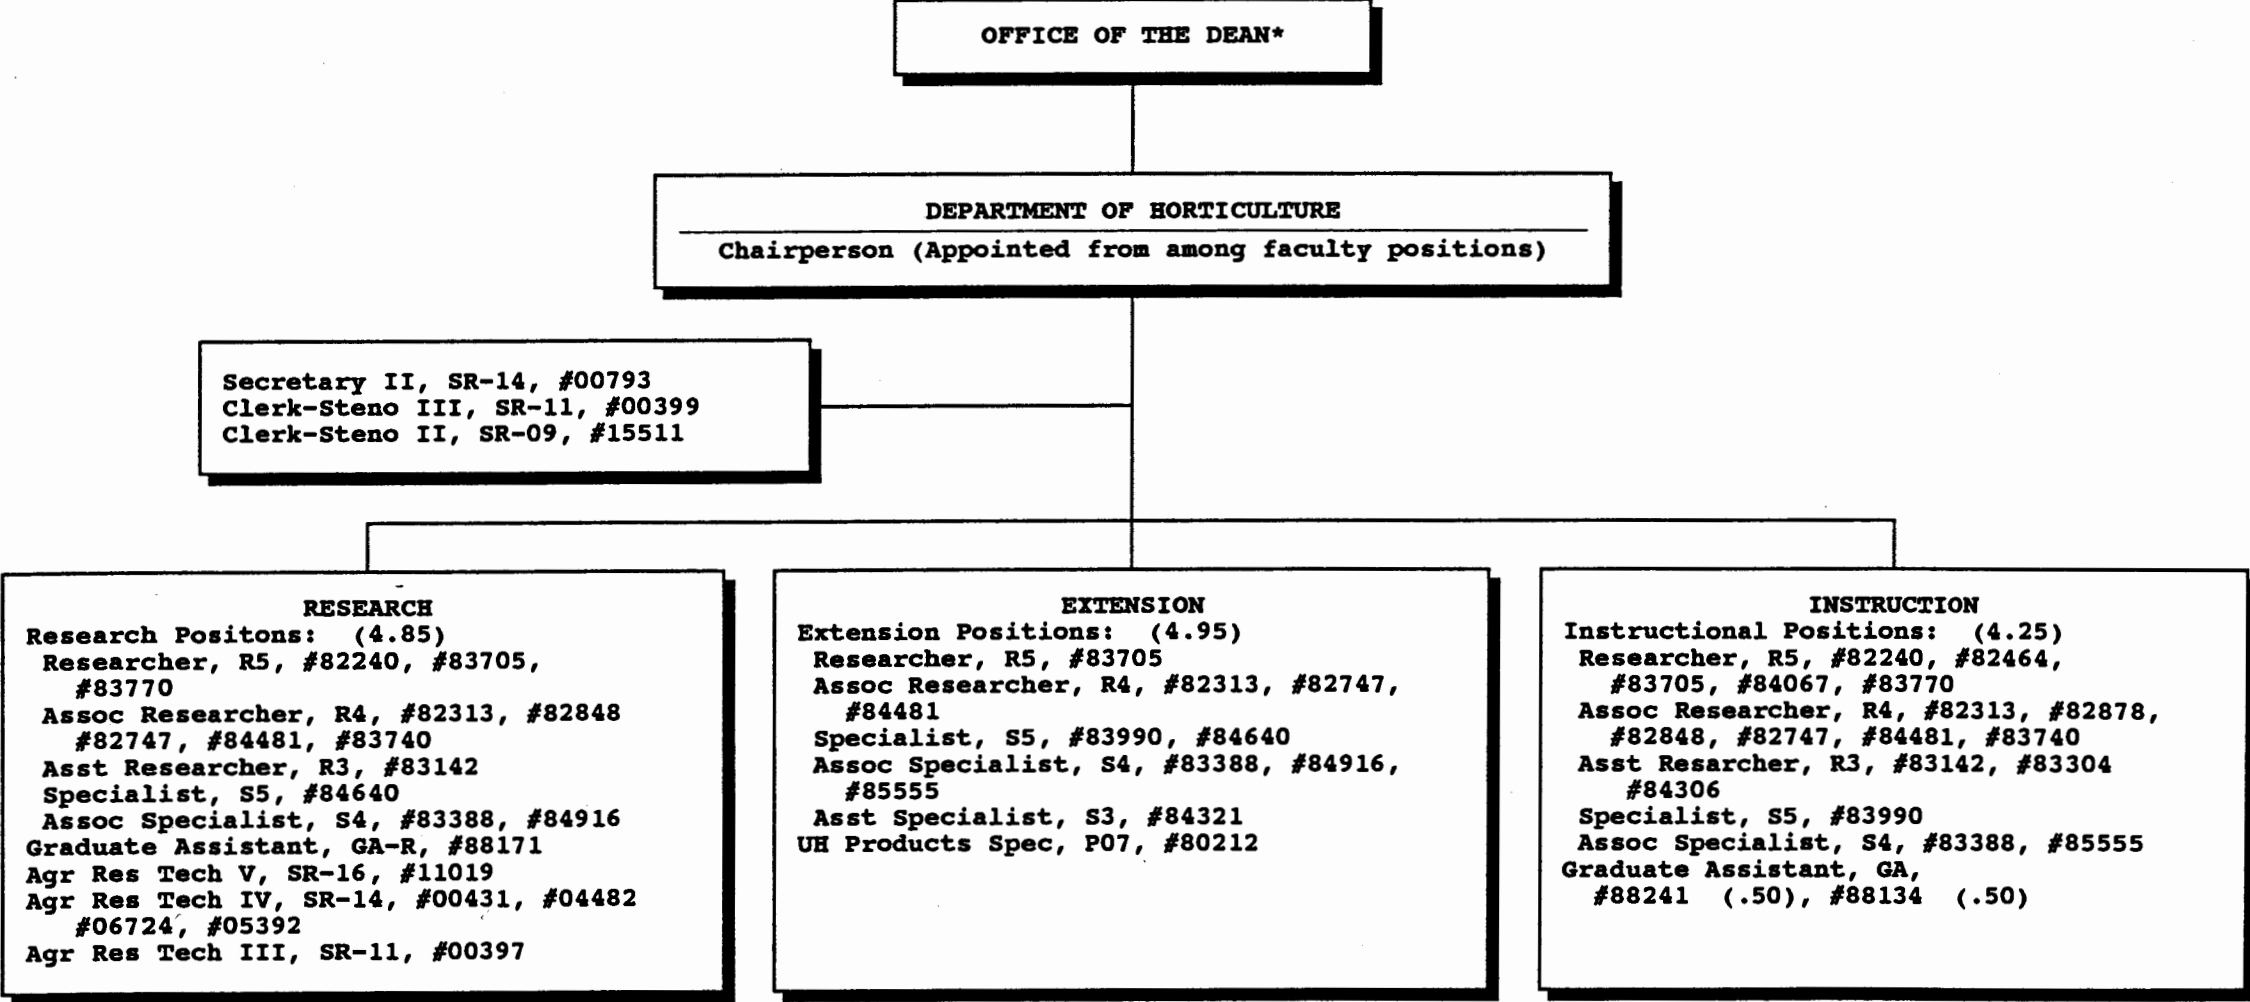 OFFICE OF THE DEAN*
DEPARTMENT OF HORTICULTURE
Chairperson (Appointed from among faculty positions)
Secretary II, SR-14, #00793
Clerk-Steno III, SR-11, #00399
Clerk-Steno II, SR-09, #15511
RESEARCH
Research Positons: (4.85)
Researcher, R5, #82240, #83705,
#83770
Assoc Researcher, R4, #82313, #82848
#82747, #84481, #83740
Asst Researcher, R3, #83142
Specialist, S5, #84640
Assoc Specialist, S4, #83388, #84916
Graduate Assistant, GA-R, #88171
Agr Res Tech V, SR-16, #11019
Agr Res Tech IV, SR-14, #00431, #04482
#06724, #05392
Agr Res Tech III, SR-11, #00397
EXTENSION
Extension Positions: (4.95)
Researcher, R5, #83705
Assoc Researcher, R4, #82313, #82747,
#84481
Specialist, S5, #83990, #84640
Assoc Specialist, S4, #83388, #84916,
#85555
Asst Specialist, S3, #84321
UH Products Spec, P07, #80212
INSTRUCTION
Instructional Positions: (4.25)
Researcher, R5, #82240, #82464,
#83705, #84067, #83770
Assoc Researcher, R4, #82313, #82878,
#82848, #82747, #84481, #83740
Asst Resarcher, R3, #83142, #83304
#84306
Specialist, S5, #83990
Assoc Specialist, S4, #83388, #85555
Graduate Assistant, GA,
#88241 (.50), #88134 (.50)